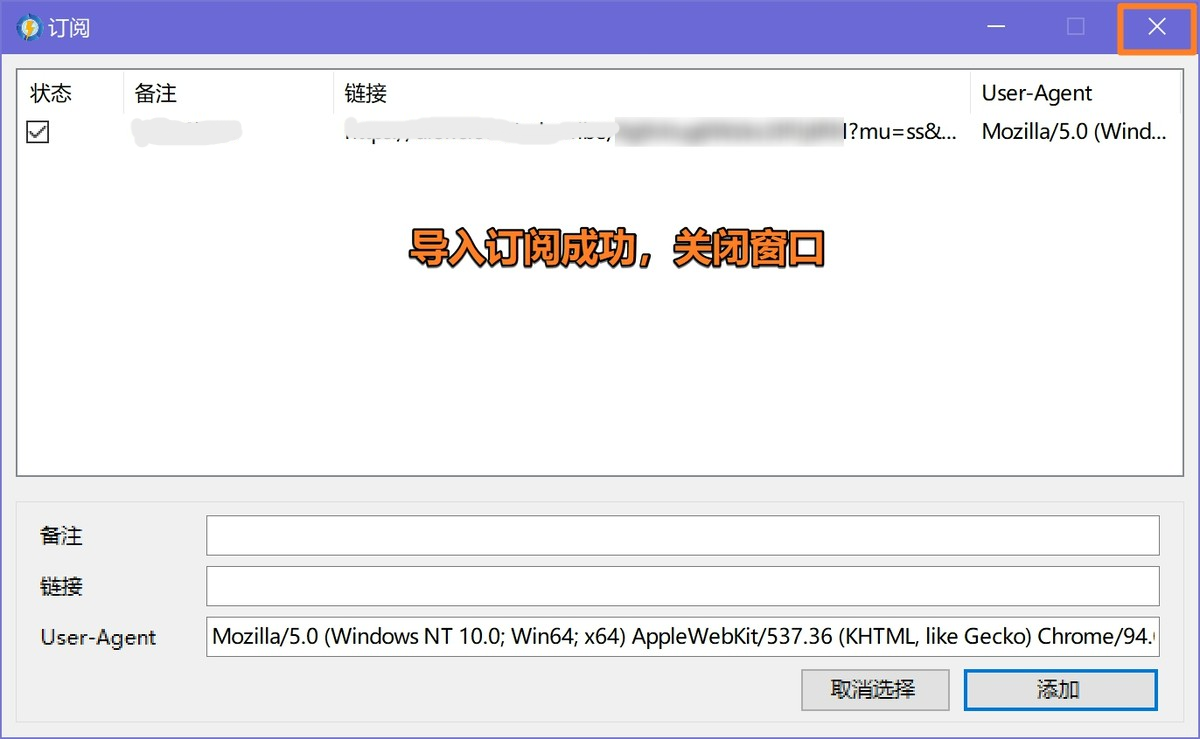 订阅
状态 备注 链接 User-Agent
?mu=ss&... Mozilla/5.0 (Wind...
导入订阅成功，关闭窗口
备注
链接
User-Agent Mozilla/5.0 (Windows NT 10.0; Win64; x64) AppleWebKit/537.36 (KHTML, like Gecko) Chrome/94.
取消选择 添加